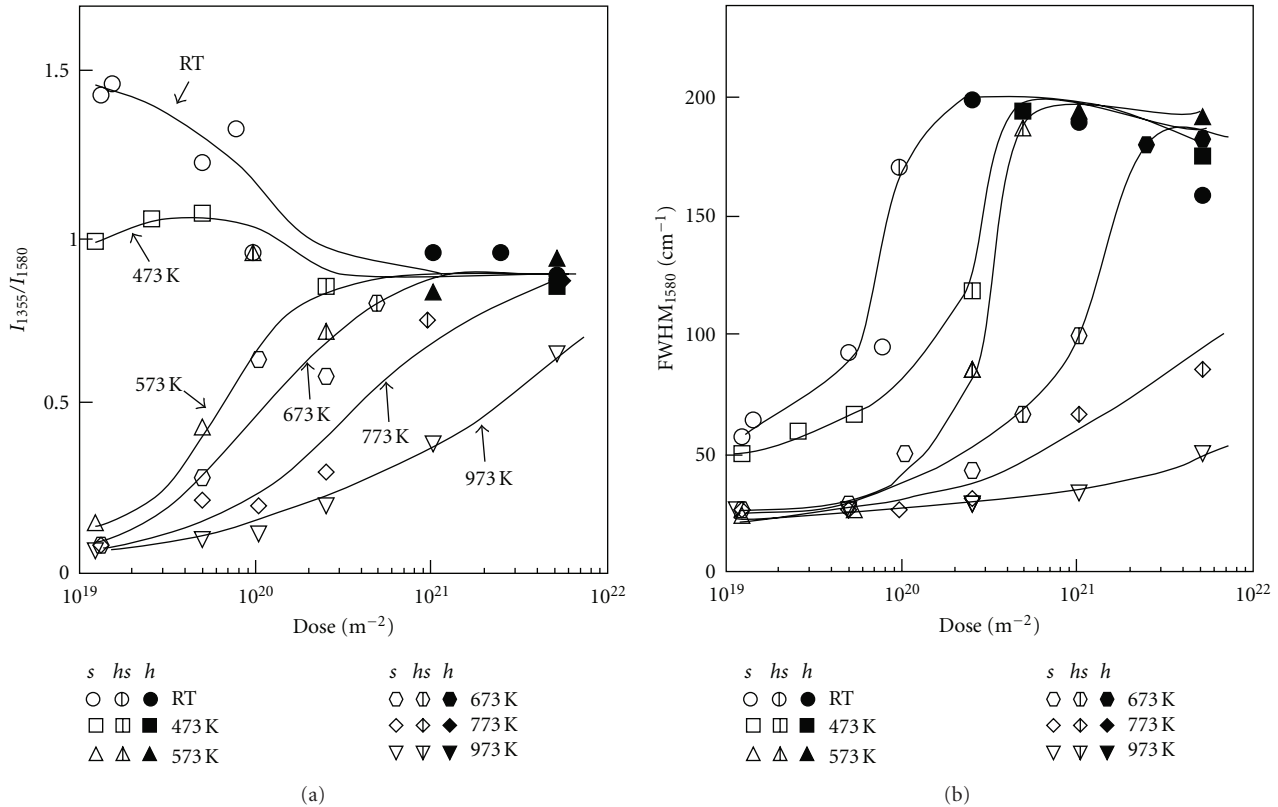 1.5
1
0.5
0
I₁₃₅₅/I₁₅₈₀
RT
473 K
573 K
673 K
773 K
973 K
10¹⁹ 10²⁰ 10²¹ 10²²
Dose (m⁻²)
s hs h
RT
473 K
573 K
s hs h
673 K
773 K
973 K
(a)
200
150
100
50
0
FWHM₁₅₈₀ (cm⁻¹)
10¹⁹ 10²⁰ 10²¹ 10²²
Dose (m⁻²)
s hs h
RT
473 K
573 K
s hs h
673 K
773 K
973 K
(b)